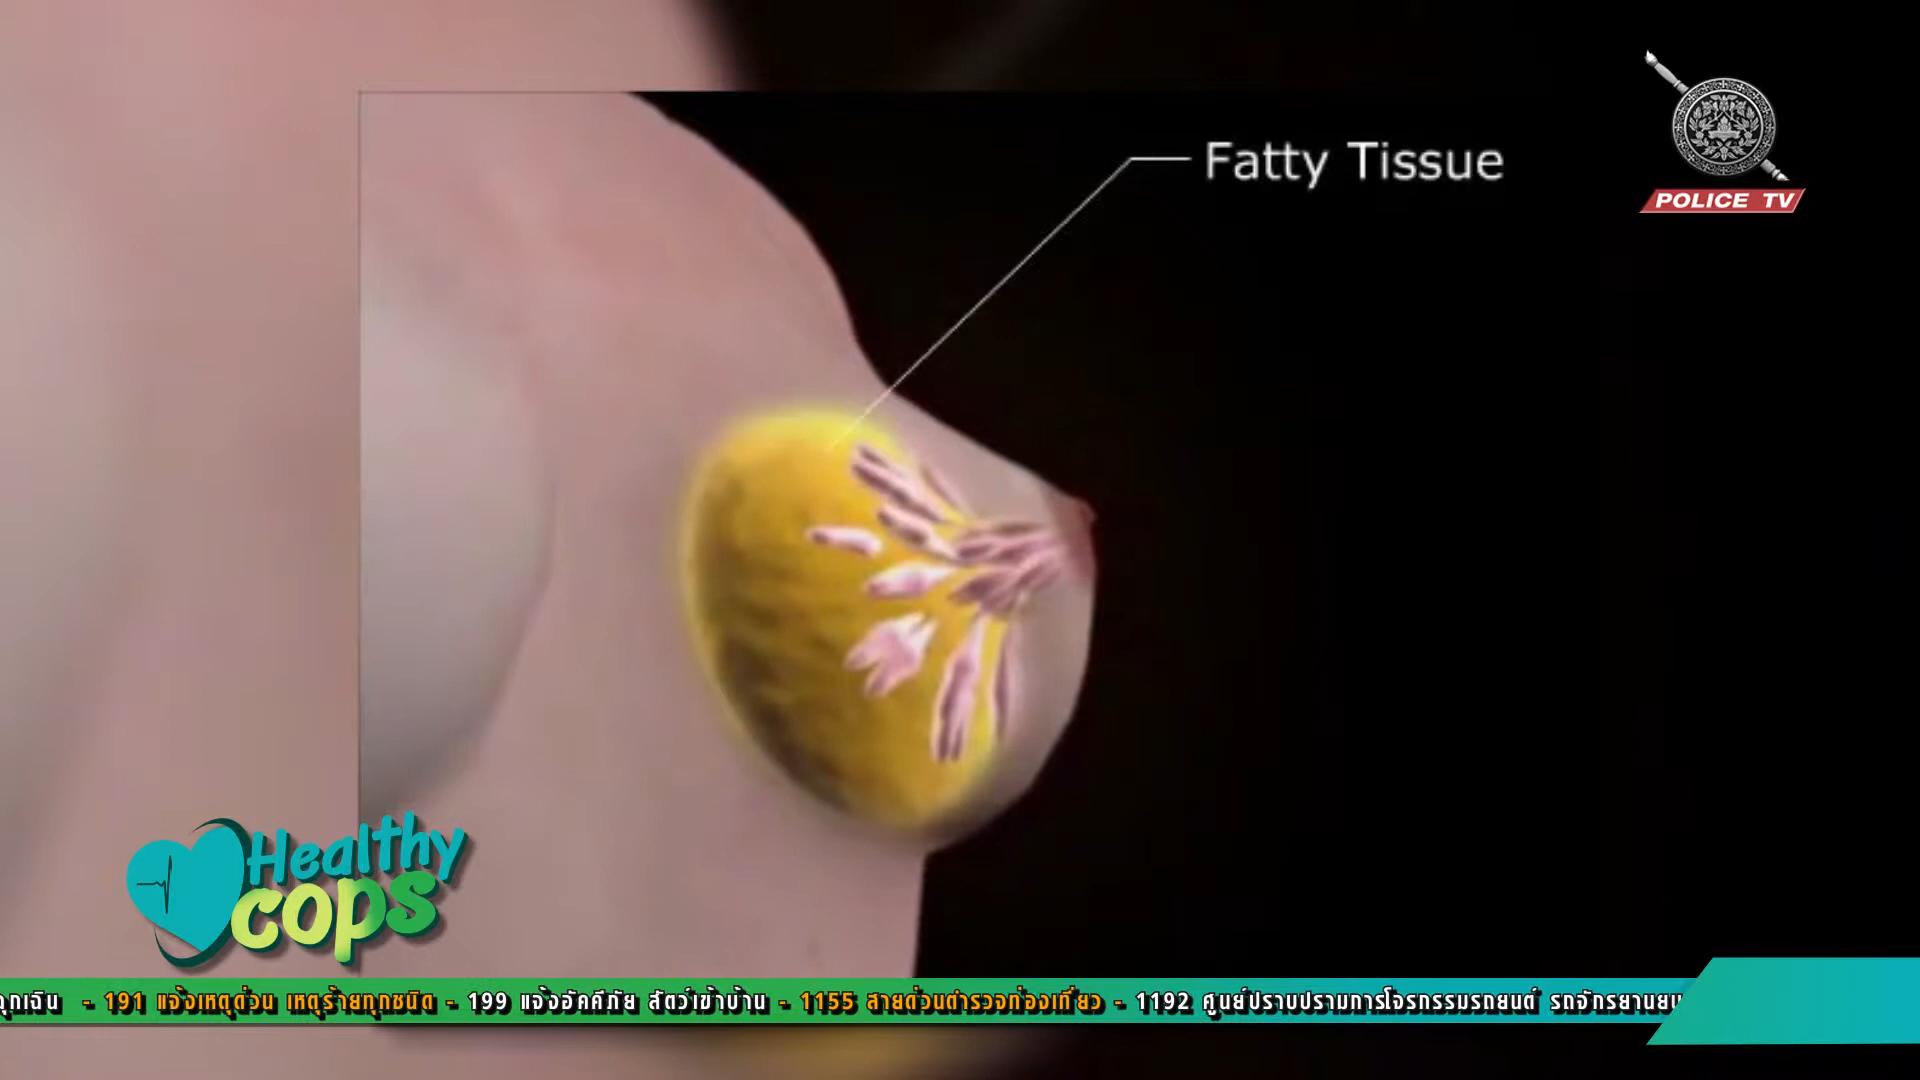 Fatty Tissue
POLICE TV
Healthy
cops
ฉุกเฉิน - 191 แจ้งเหตุด่วน เหตุร้ายทุกชนิด - 199 แจ้งอัคคีภัย สัตว์เข้าบ้าน - 1155 สายด่วนตำรวจท่องเที่ยว - 1192 ศูนย์ปราบปรามการโจรกรรมรถยนต์ รถจักรยานยน